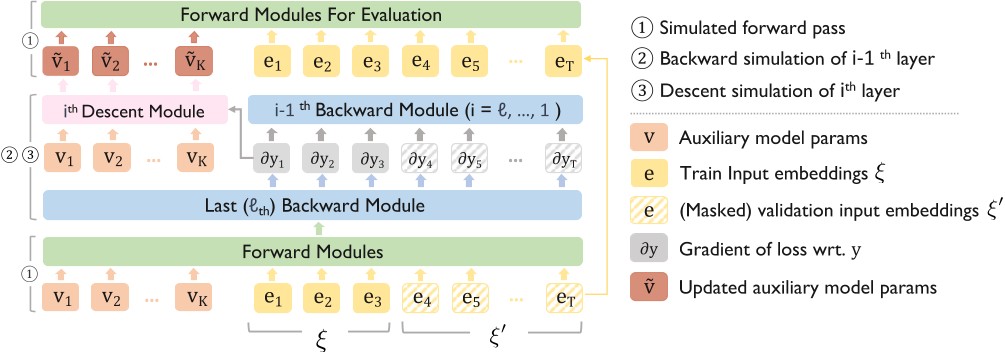 Forward Modules For Evaluation
① ṽ1 ṽ2 ... ṽK e1 e2 e3 e4 e5 ... eT
i th Descent Module i-1 th Backward Module (i = ℓ, ..., 1 )
② ③ v1 v2 ... vK ∂y1 ∂y2 ∂y3 ∂y4 ∂y5 ... ∂yT
Last (ℓth) Backward Module
Forward Modules
① v1 v2 ... vK e1 e2 e3 e4 e5 ... eT
ξ ξ′
① Simulated forward pass
② Backward simulation of i-1 th layer
③ Descent simulation of i th layer
v Auxiliary model params
e Train Input embeddings ξ
e (Masked) validation input embeddings ξ′
∂y Gradient of loss wrt. y
ṽ Updated auxiliary model params